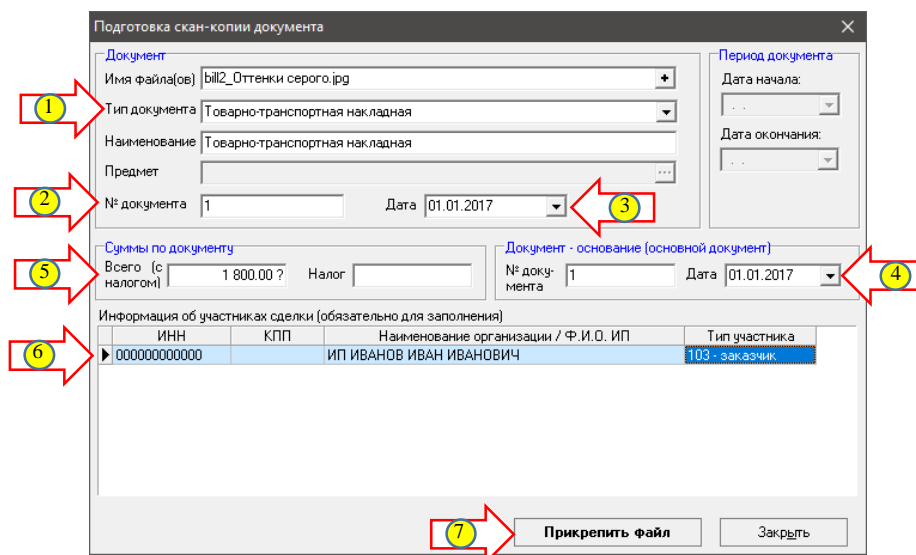 Подготовка скан-копии документа
Документ
Период документа
Имя файла(ов) bill2_Оттенки серого.jpg
Дата начала:
1
Тип документа Товарно-транспортная накладная
. .
Наименование Товарно-транспортная накладная
Дата окончания:
Предмет
. .
2
№ документа 1 Дата 01.01.2017
3
Суммы по документу
Документ - основание (основной документ)
5
Всего (с налогом) 1 800.00 ? Налог
№ доку-
мента 1 Дата 01.01.2017
4
Информация об участниках сделки (обязательно для заполнения)
ИНН КПП Наименование организации / Ф.И.О. ИП Тип участника
6
000000000000 ИП ИВАНОВ ИВАН ИВАНОВИЧ 103 - заказчик
7
Прикрепить файл Закрыть